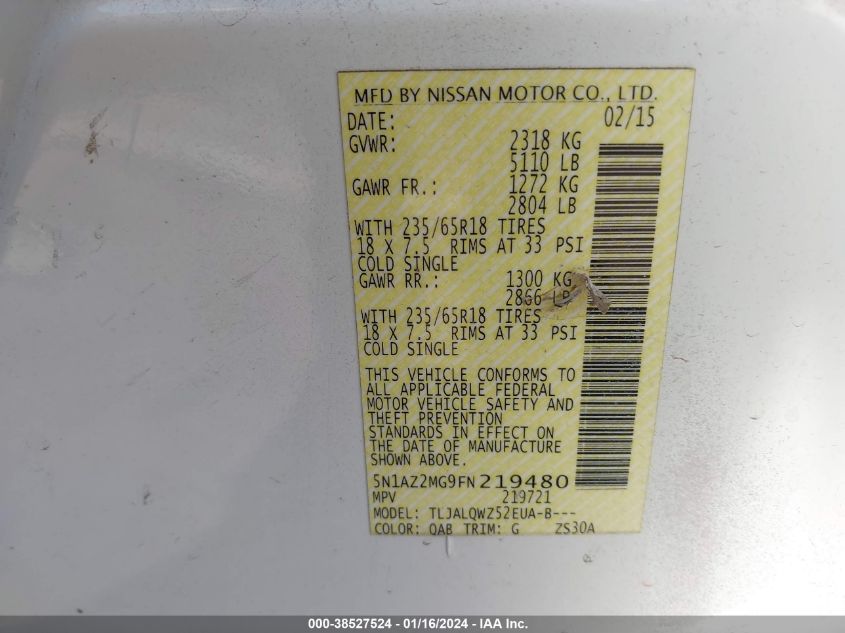 MFD BY NISSAN MOTOR CO., LTD.
DATE: 02/15
GVWR: 2318 KG
5110 LB
GAWR FR.: 1272 KG
2804 LB
WITH 235/65R18 TIRES
18 X 7.5 RIMS AT 33 PSI
COLD SINGLE
GAWR RR.: 1300 KG
2866 LB
WITH 235/65R18 TIRES
18 X 7.5 RIMS AT 33 PSI
COLD SINGLE
THIS VEHICLE CONFORMS TO
ALL APPLICABLE FEDERAL
MOTOR VEHICLE SAFETY AND
THEFT PREVENTION
STANDARDS IN EFFECT ON
THE DATE OF MANUFACTURE
SHOWN ABOVE.
5N1AZ2MG9FN219480
MPV 219721
MODEL: TLJALQWZ52EUA-B---
COLOR: QAB TRIM: G ZS30A
000-38527524 - 01/16/2024 - IAA Inc.